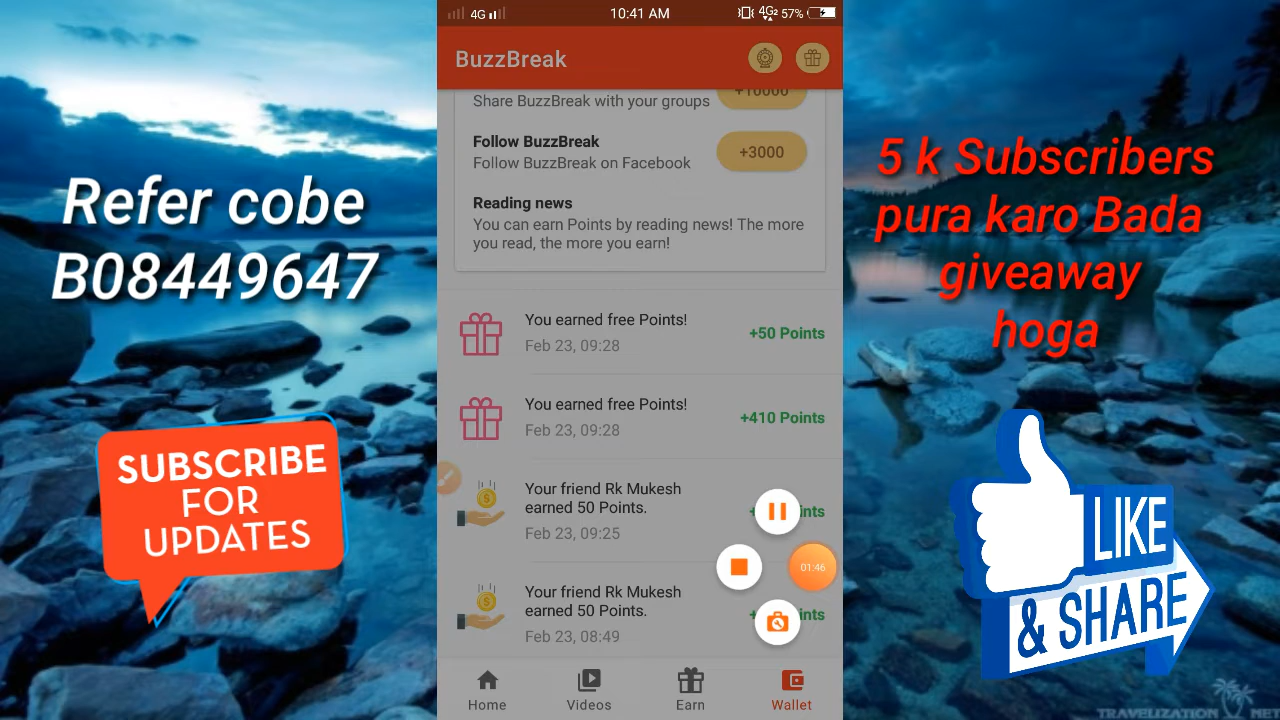 4G
10:41 AM
4G2 57%
BuzzBreak
+10000
Share BuzzBreak with your groups
Follow BuzzBreak
+3000
Follow BuzzBreak on Facebook
Reading news
You can earn Points by reading news! The more
you read, the more you earn!
You earned free Points!
+50 Points
Feb 23, 09:28
You earned free Points!
+410 Points
Feb 23, 09:28
Your friend Rk Mukesh
earned 50 Points.
Feb 23, 09:25
01:46
Your friend Rk Mukesh
earned 50 Points.
Feb 23, 08:49
Home
Videos
Earn
Wallet
Refer cobe
B08449647
SUBSCRIBE
FOR
UPDATES
5 k Subscribers
pura karo Bada
giveaway
hoga
LIKE
& SHARE
TRAVELIZATION NET